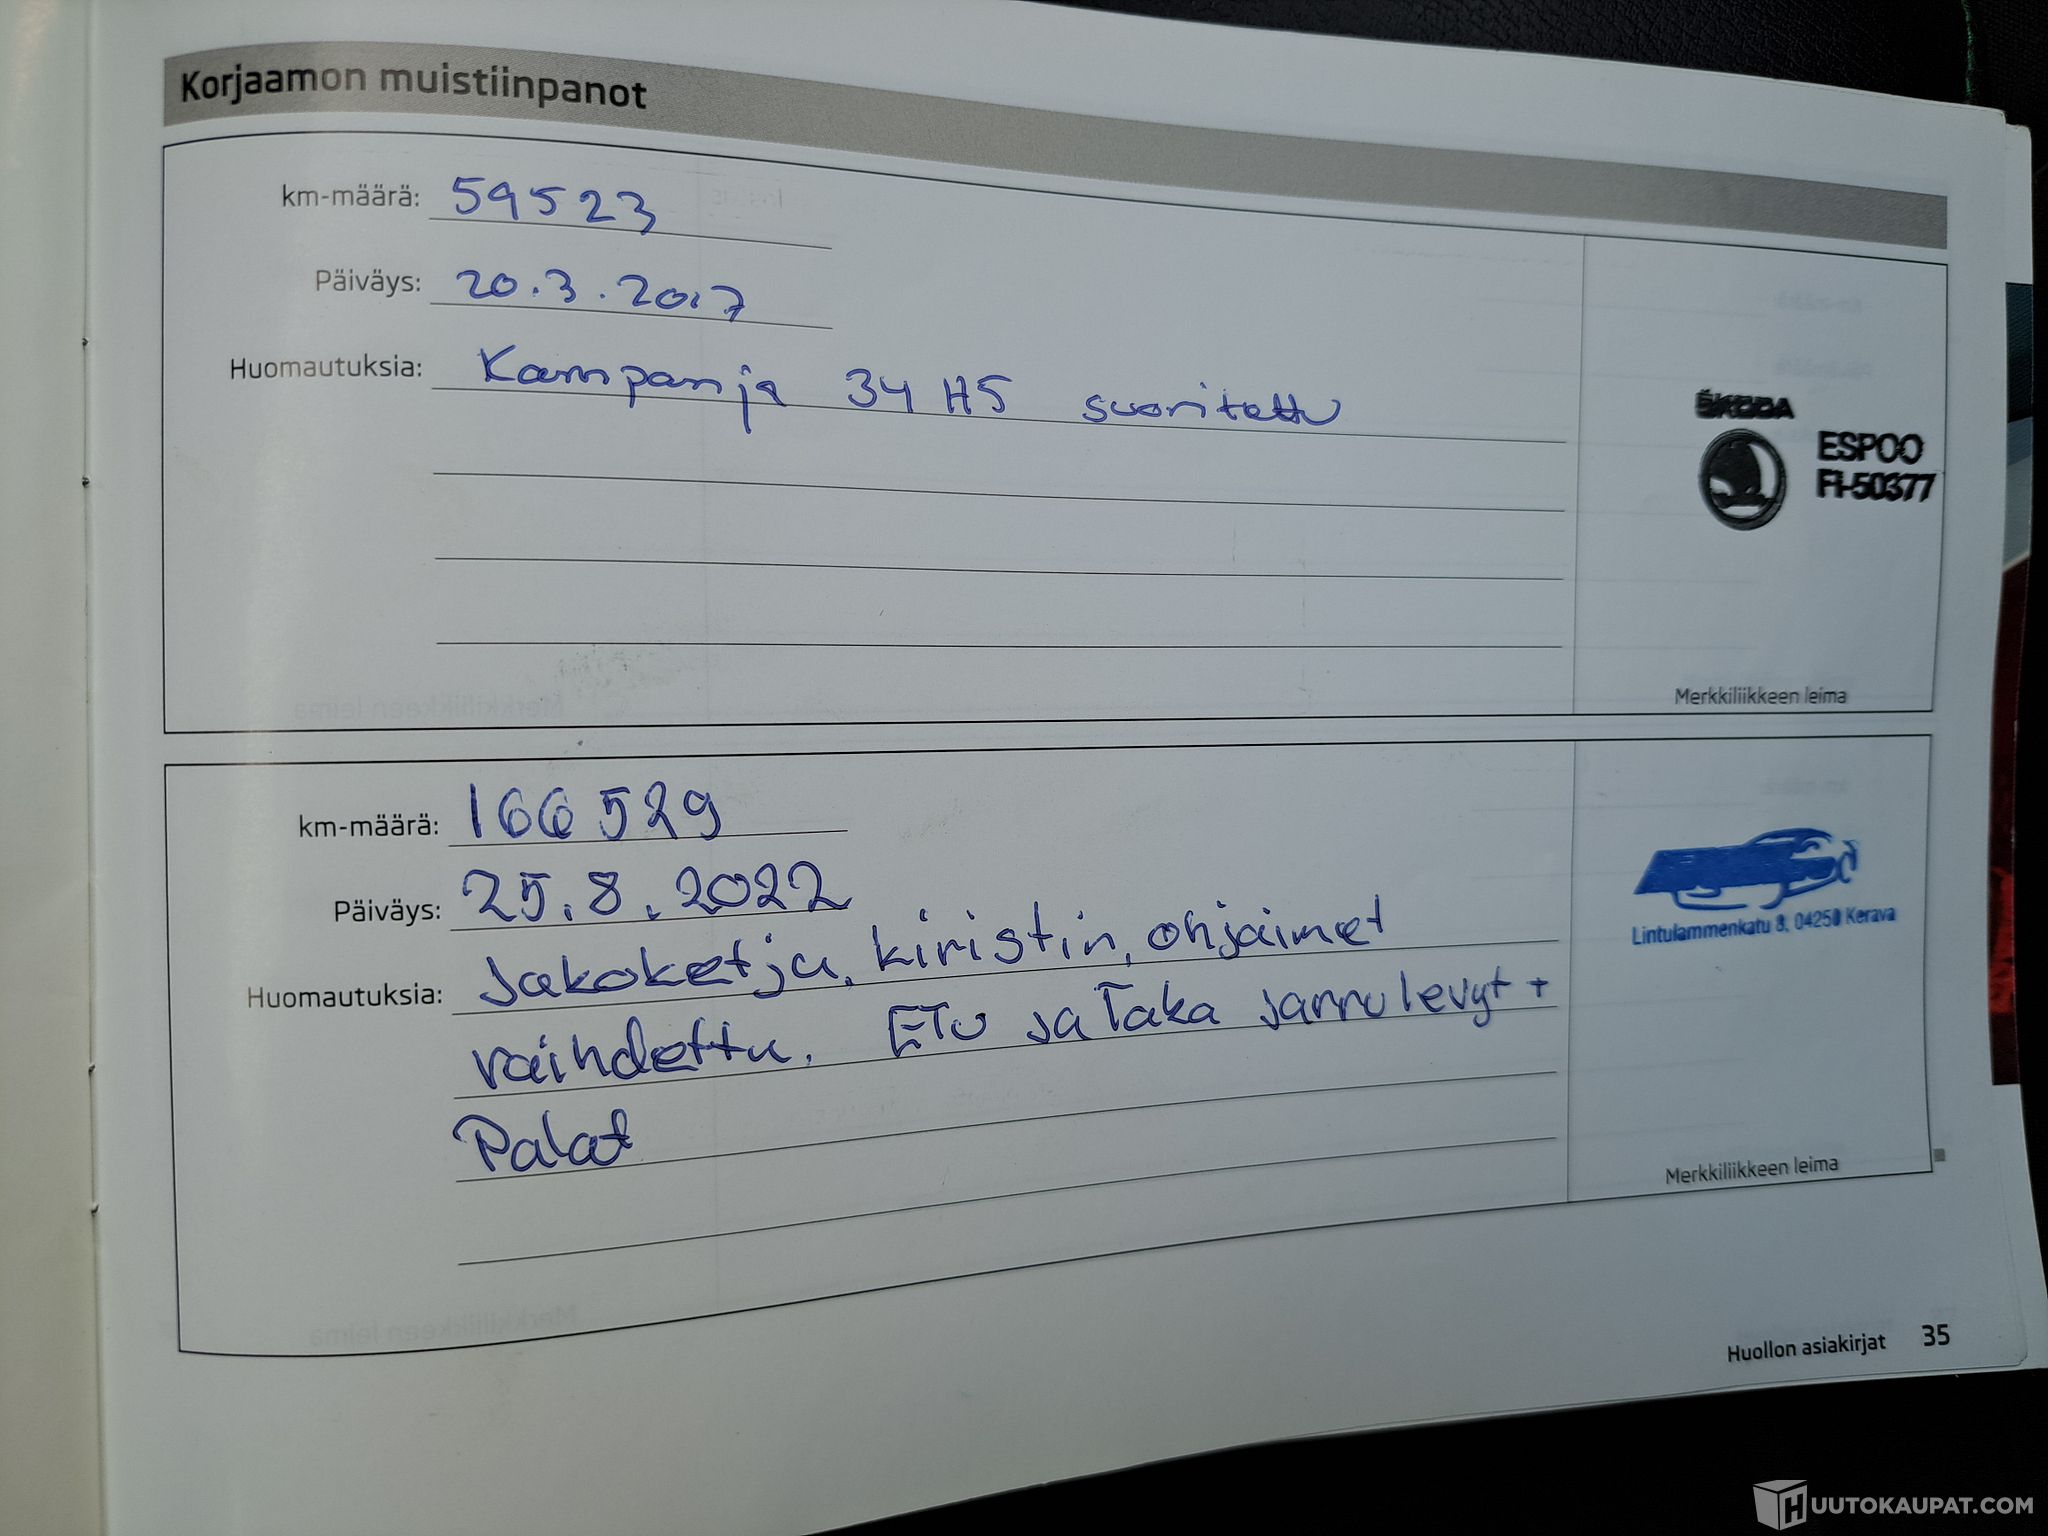 Korjaamon muistiinpanot
km-määrä: 59523
Päiväys: 20.3.2017
Huomautuksia: Kampanja 34H5 suoritettu
ŠKODA
ESPOO
FI-50377
Merkkiliikkeen leima
km-määrä: 166529
Päiväys: 25.8.2022
Huomautuksia: Jakoketju, kiristin, ohjaimet
vaihdettu. ETU ja Taka jarrulevyt +
Palat
Lintulammenkatu 8, 04250 Kerava
Merkkiliikkeen leima
Huollon asiakirjat 35
HUUTOKAUPAT.COM